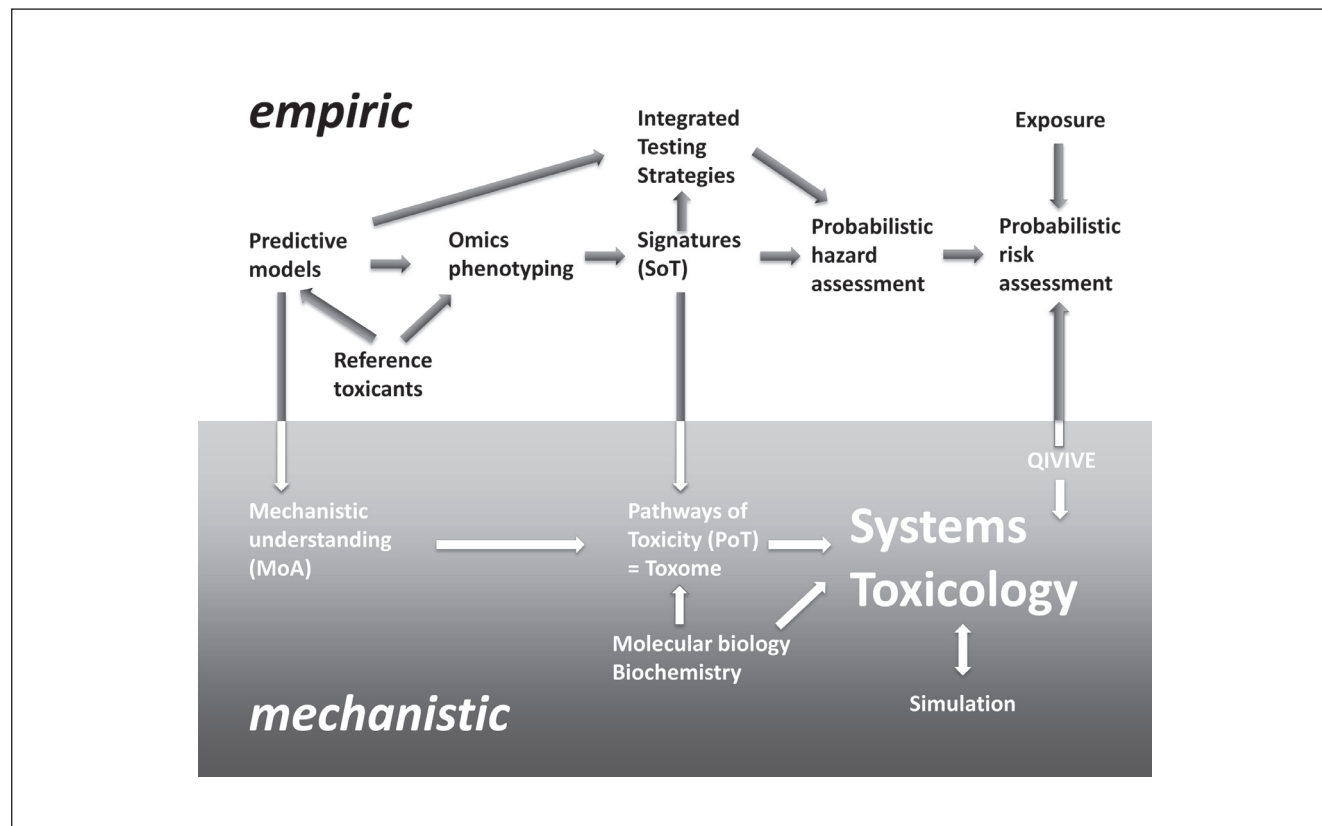 empiric
Integrated
Testing
Strategies
Exposure
Predictive
models
Omics
phenotyping
Signatures
(SoT)
Probabilistic
hazard
assessment
Probabilistic
risk
assessment
Reference
toxicants
QIVIVE
Mechanistic
understanding
(MoA)
Pathways of
Toxicity (PoT)
= Toxome
Systems
Toxicology
Molecular biology
Biochemistry
Simulation
mechanistic